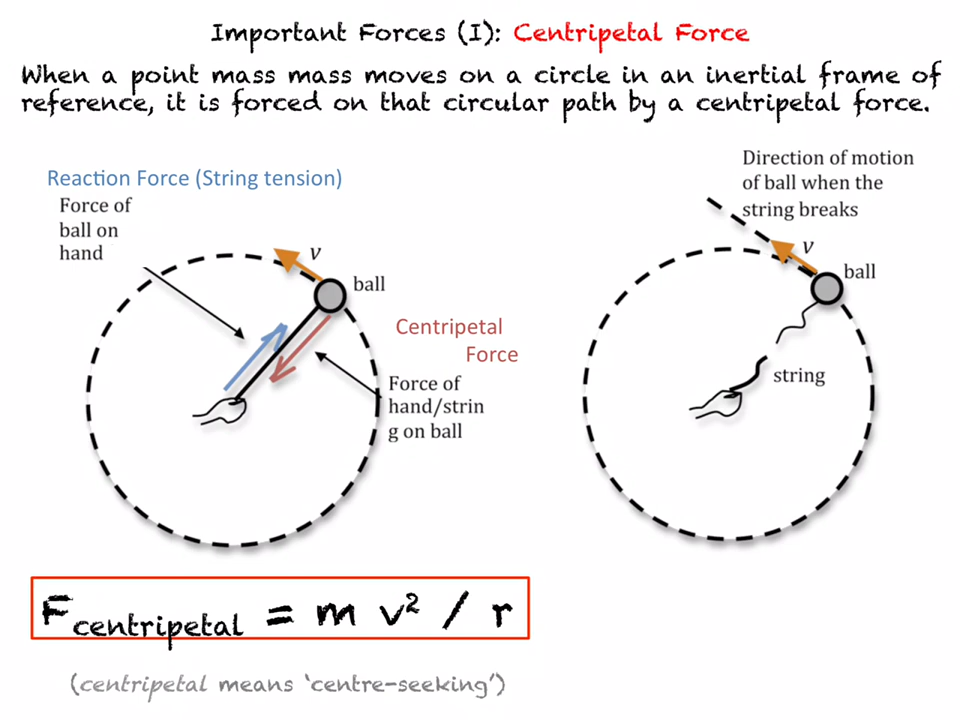 Important Forces (I): Centripetal Force
When a point mass mass moves on a circle in an inertial frame of
reference, it is forced on that circular path by a centripetal force.
Reaction Force (String tension)
Force of
ball on
hand
v
ball
Centripetal
Force
Force of
hand/strin
g on ball
Direction of motion
of ball when the
string breaks
v
ball
string
F centripetal = m v² / r
(centripetal means ‘centre-seeking’)